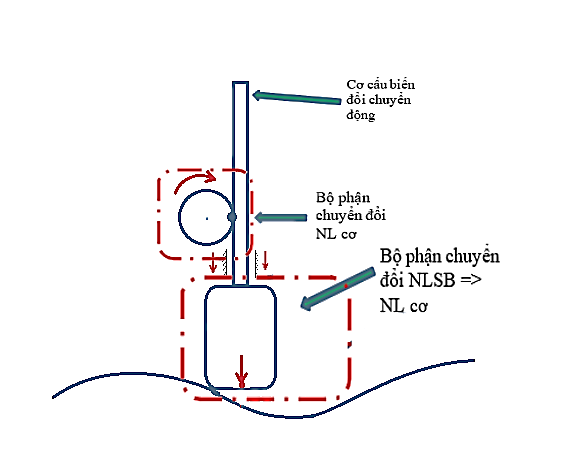 Cơ cấu biến
đổi chuyển
động
Bộ phận
chuyển đổi
NL cơ
Bộ phận chuyển
đổi NLSB =>
NL cơ